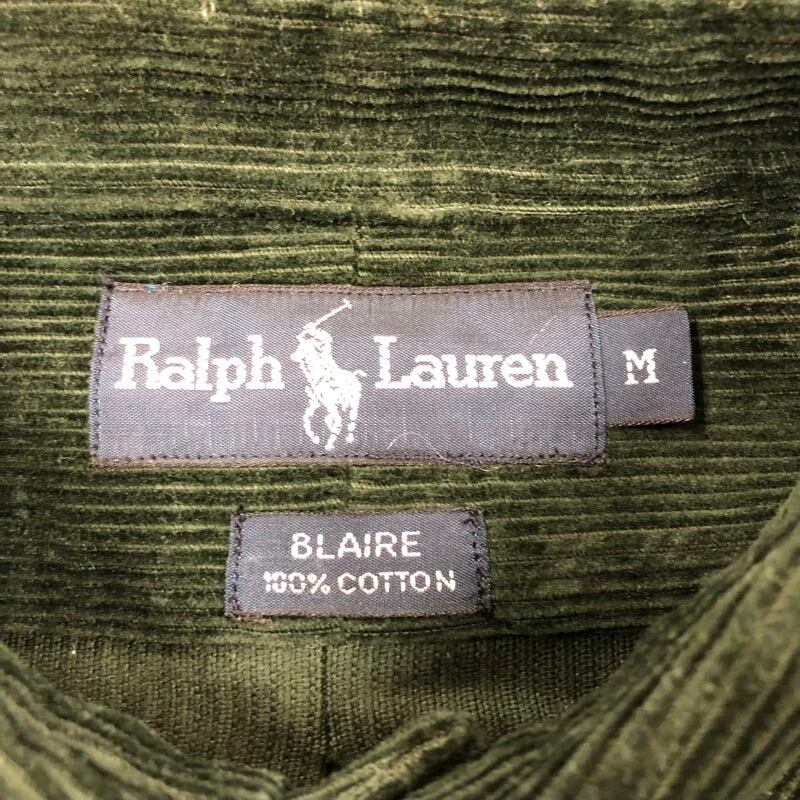 Ralph Lauren M
BLAIRE
100% COTTON